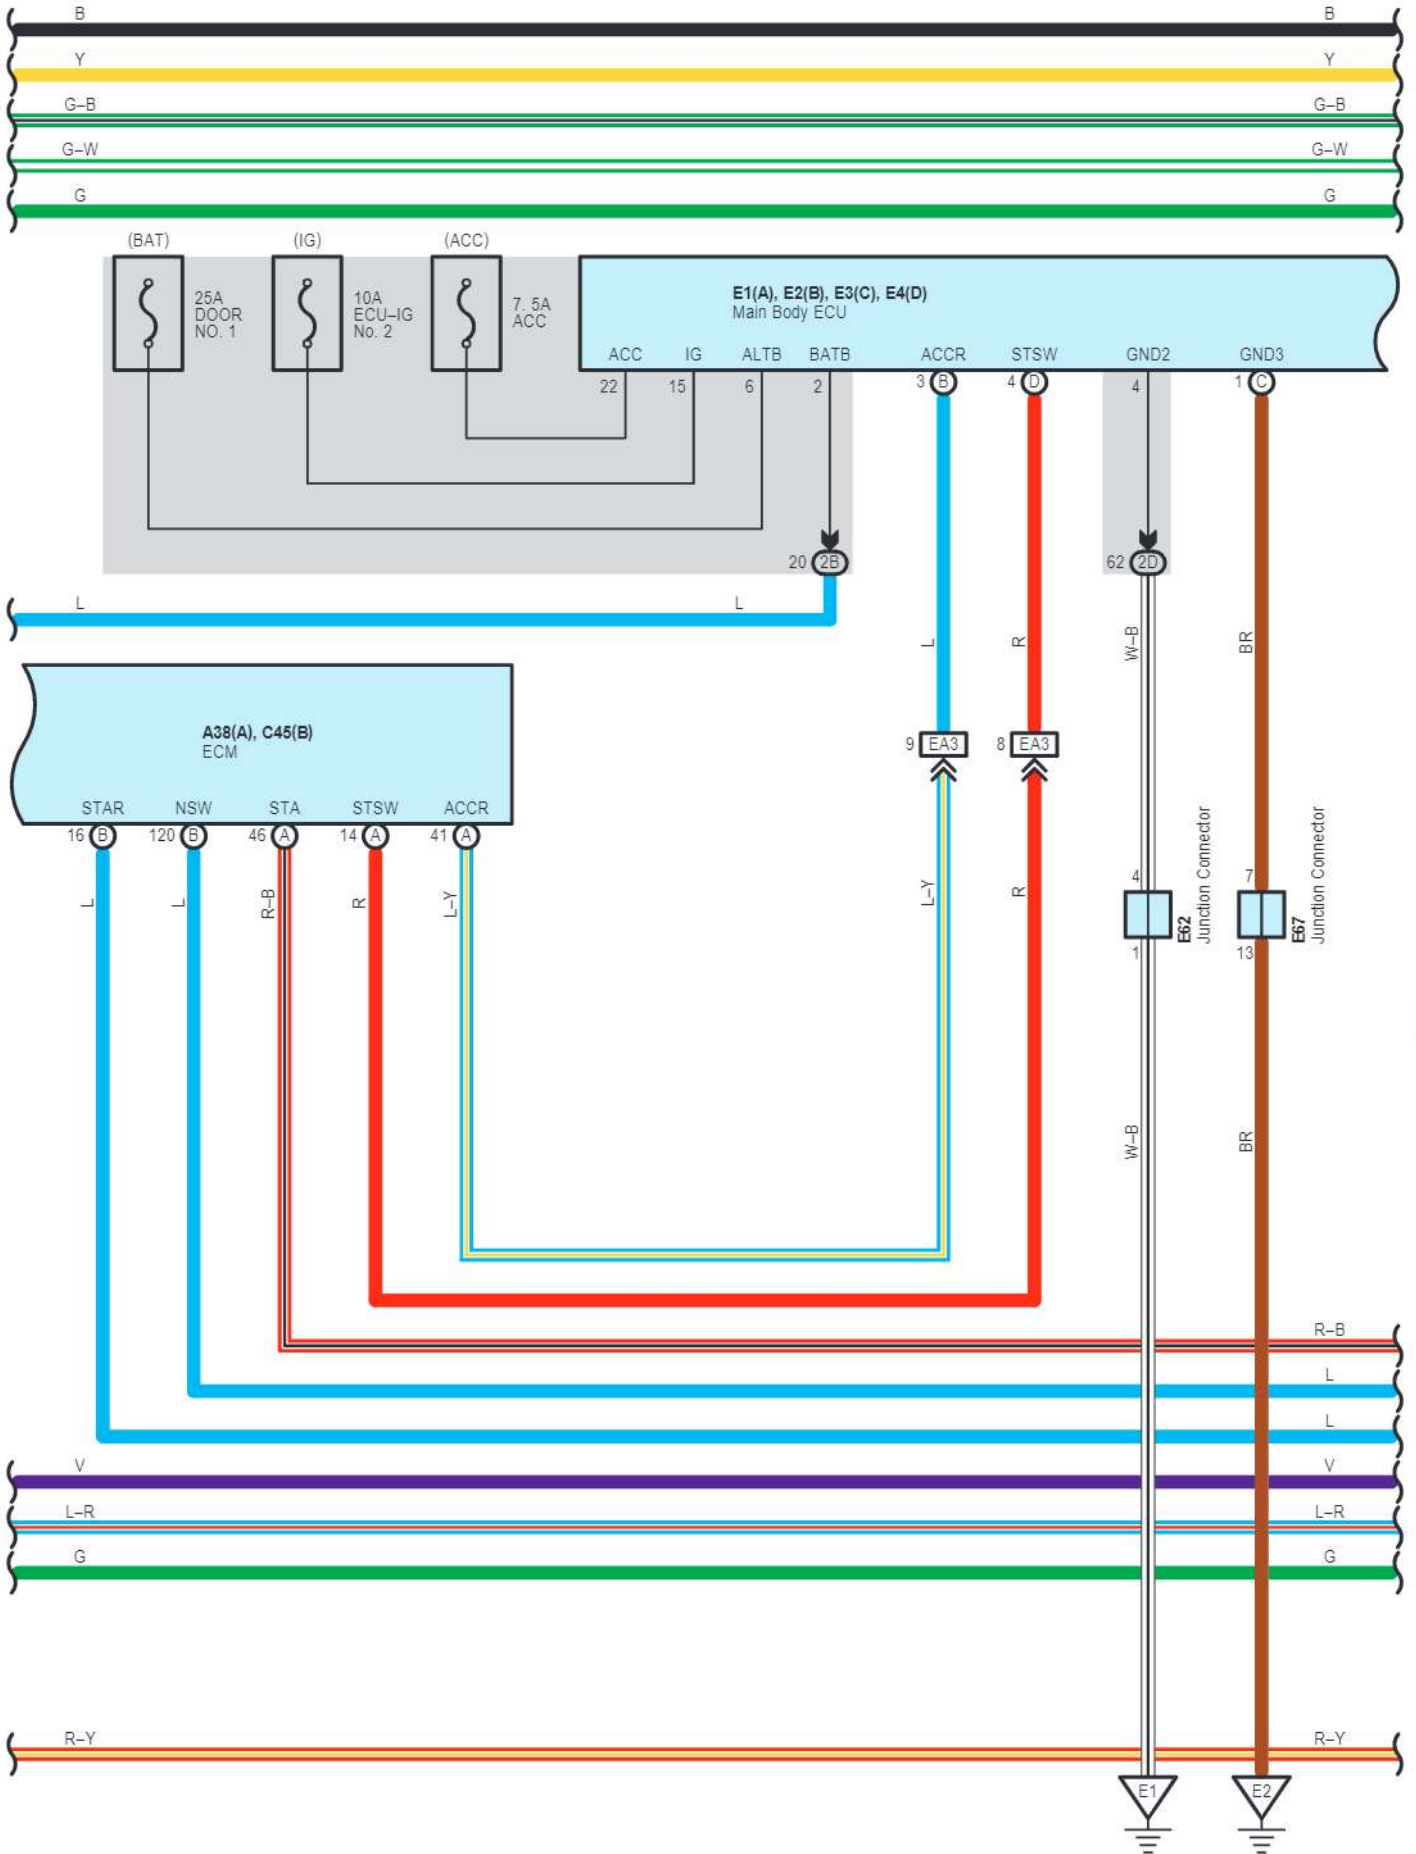 B B
Y Y
G–B G–B
G–W G–W
G G
(BAT) (IG) (ACC)
25A
DOOR
NO. 1
10A
ECU–IG
No. 2
7. 5A
ACC
E1(A), E2(B), E3(C), E4(D)
Main Body ECU
ACC IG ALTB BATB ACCR STSW GND2 GND3
22 15 6 2 3 B 4 D 4 1 C
20 2B 62 2D
L L
L R W–B BR
A38(A), C45(B)
ECM
9 EA3 8 EA3
STAR NSW STA STSW ACCR
16 B 120 B 46 A 14 A 41 A
L L R–B R L–Y L–Y R
4 7
E62
Junction Connector
E67
Junction Connector
1 13
W–B BR
R–B
L
L
V V
L–R L–R
G G
R–Y R–Y
E1 E2